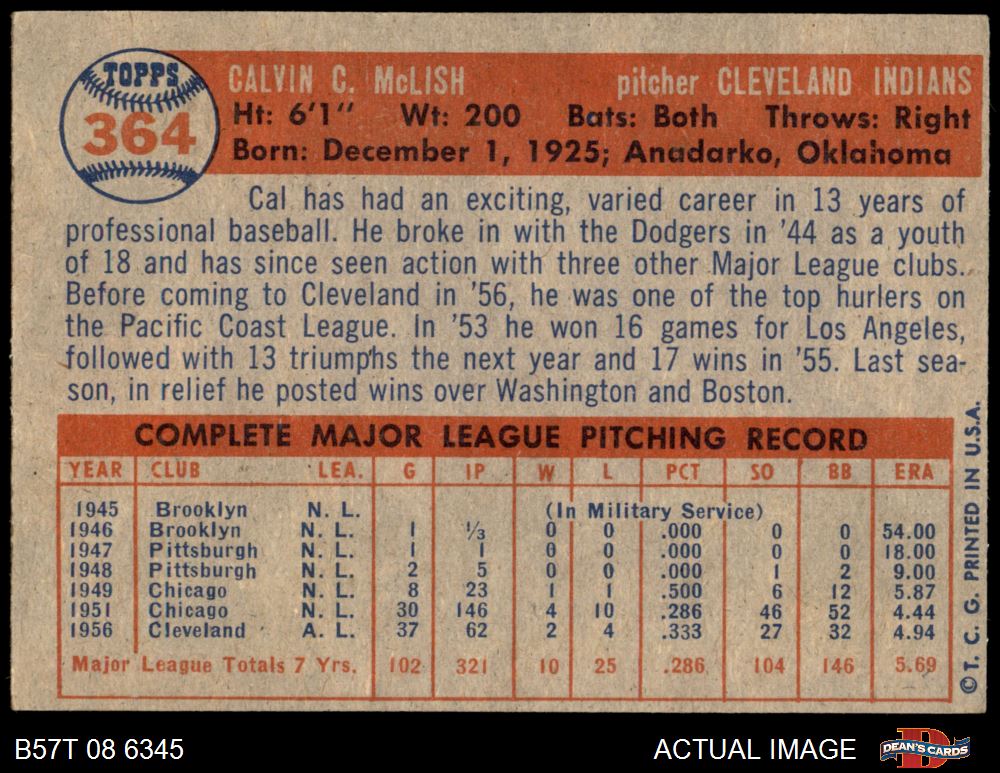 TOPPS
364
CALVIN C. McLISH pitcher CLEVELAND INDIANS
Ht: 6'1" Wt: 200 Bats: Both Throws: Right
Born: December 1, 1925; Anadarko, Oklahoma
Cal has had an exciting, varied career in 13 years of
professional baseball. He broke in with the Dodgers in '44 as a youth
of 18 and has since seen action with three other Major League clubs.
Before coming to Cleveland in '56, he was one of the top hurlers on
the Pacific Coast League. In '53 he won 16 games for Los Angeles,
followed with 13 triumphs the next year and 17 wins in '55. Last sea-
son, in relief he posted wins over Washington and Boston.
COMPLETE MAJOR LEAGUE PITCHING RECORD
YEAR CLUB LEA. G IP W L PCT SO BB ERA
1945 Brooklyn N. L. (In Military Service)
1946 Brooklyn N. L. 1 1/3 0 0 .000 0 0 54.00
1947 Pittsburgh N. L. 1 1 0 0 .000 0 0 18.00
1948 Pittsburgh N. L. 2 5 0 0 .000 1 2 9.00
1949 Chicago N. L. 8 23 1 1 .500 6 12 5.87
1951 Chicago N. L. 30 146 4 10 .286 46 52 4.44
1956 Cleveland A. L. 37 62 2 4 .333 27 32 4.94
Major League Totals 7 Yrs. 102 321 10 25 .286 104 146 5.69
© T. C. G. PRINTED IN U.S.A.
B57T 08 6345 ACTUAL IMAGE DEAN'S CARDS